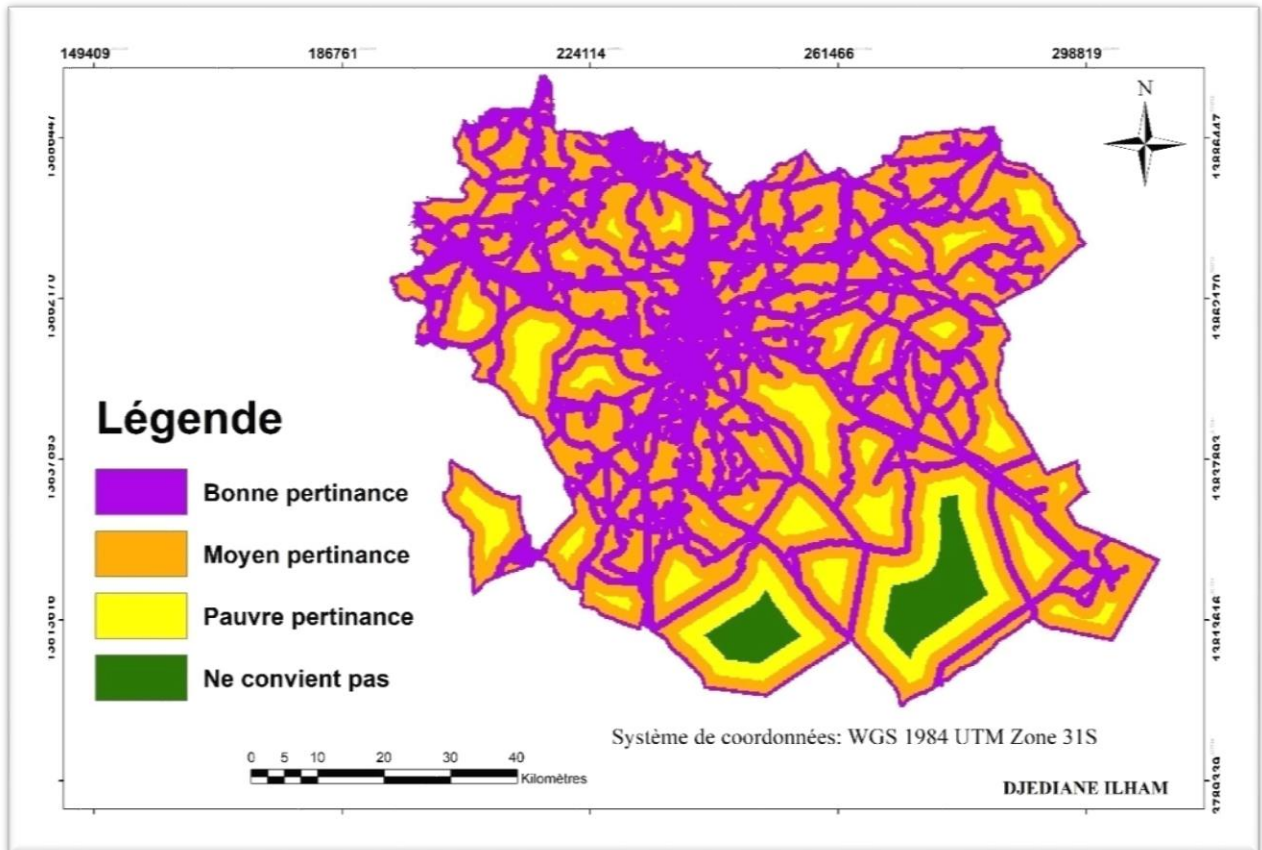 149409 186761 224114 261466 298819
N
Légende
Bonne pertinance
Moyen pertinance
Pauvre pertinance
Ne convient pas
Système de coordonnées: WGS 1984 UTM Zone 31S
0 5 10 20 30 40
Kilomètres
DJEDIANE ILHAM